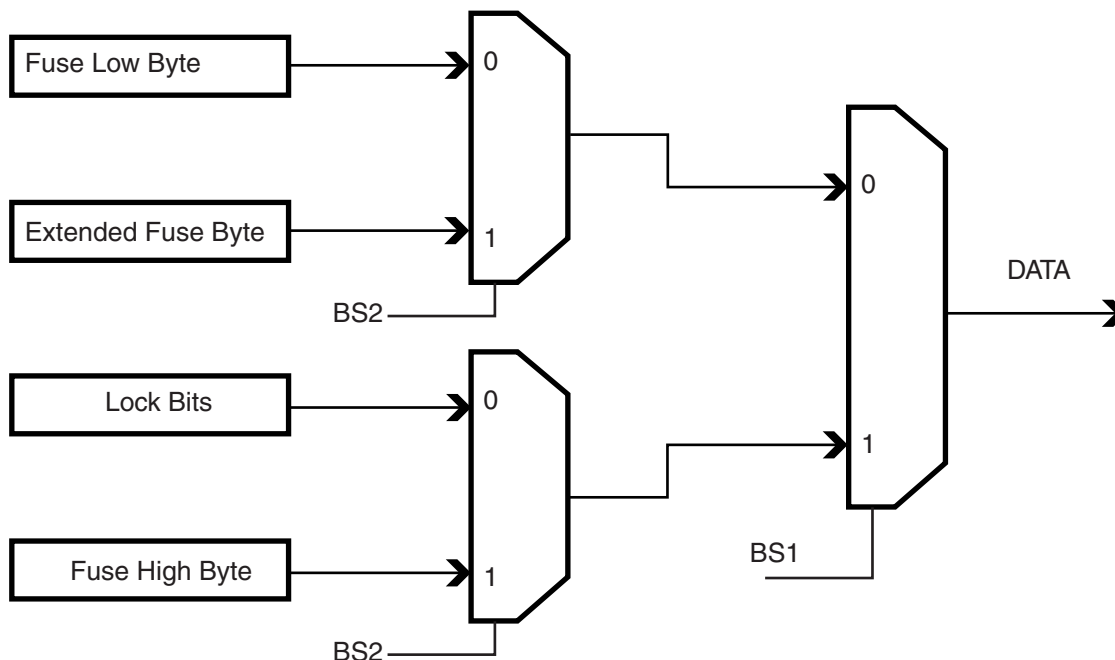 Fuse Low Byte
0
Extended Fuse Byte
1
BS2
Lock Bits
0
Fuse High Byte
1
BS2
0
1
BS1
DATA